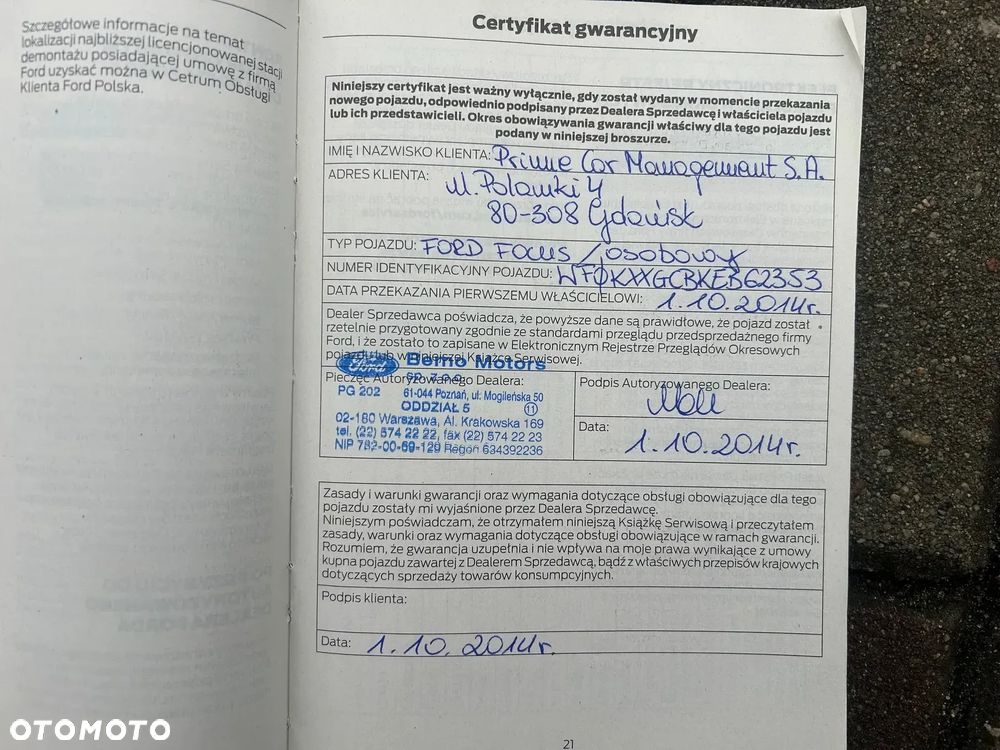 Szczegółowe informacje na temat
lokalizacji najbliższej licencjonowanej stacji
demontażu posiadającej umowę z firmą
Ford uzyskać można w Cetrum Obsługi
Klienta Ford Polska.
Certyfikat gwarancyjny
Niniejszy certyfikat jest ważny wyłącznie, gdy został wydany w momencie przekazania
nowego pojazdu, odpowiednio podpisany przez Dealera Sprzedawcę i właściciela pojazdu
lub ich przedstawicieli. Okres obowiązywania gwarancji właściwy dla tego pojazdu jest
podany w niniejszej broszurze.
IMIĘ I NAZWISKO KLIENTA: Prime Car Management S.A.
ADRES KLIENTA: ul. Polanki 4
80-308 Gdańsk
TYP POJAZDU: FORD FOCUS / osobowy
NUMER IDENTYFIKACYJNY POJAZDU: WF0KXXGCBKEB62353
DATA PRZEKAZANIA PIERWSZEMU WŁAŚCICIELOWI: 1.10.2014r.
Dealer Sprzedawca poświadcza, że powyższe dane są prawidłowe, że pojazd został
rzetelnie przygotowany zgodnie ze standardami przeglądu przedsprzedażnego firmy
Ford, i że zostało to zapisane w Elektronicznym Rejestrze Przeglądów Okresowych
pojazdu lub w niniejszej Książce Serwisowej.
Pieczęć Autoryzowanego Dealera:
Ford Bemo Motors
Sp. z o.o.
PG 202 61-044 Poznań, ul. Mogileńska 50
ODDZIAŁ 5 (11)
02-180 Warszawa, Al. Krakowska 169
tel. (22) 574 22 22, fax (22) 574 22 23
NIP 782-00-69-129 Regon 634392236
Podpis Autoryzowanego Dealera:
Data: 1.10.2014r.
Zasady i warunki gwarancji oraz wymagania dotyczące obsługi obowiązujące dla tego
pojazdu zostały mi wyjaśnione przez Dealera Sprzedawcę.
Niniejszym poświadczam, że otrzymałem niniejszą Książkę Serwisową i przeczytałem
zasady, warunki oraz wymagania dotyczące obsługi obowiązujące w ramach gwarancji.
Rozumiem, że gwarancja uzupełnia i nie wpływa na moje prawa wynikające z umowy
kupna pojazdu zawartej z Dealerem Sprzedawcą, bądź z właściwych przepisów krajowych
dotyczących sprzedaży towarów konsumpcyjnych.
Podpis klienta:
Data: 1.10.2014r.
21
OTOMOTO